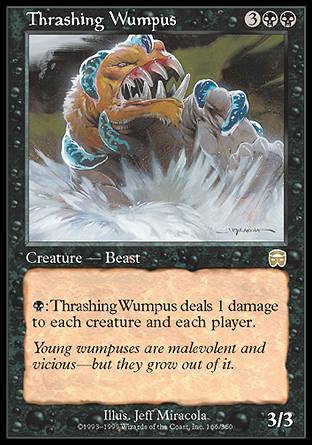 Thrashing Wumpus 3
Creature — Beast
:Thrashing Wumpus deals 1 damage
to each creature and each player.
Young wumpuses are malevolent and
vicious—but they grow out of it.
Illus. Jeff Miracola.
©1993–1999 Wizards of the Coast, Inc. 166/350
3/3